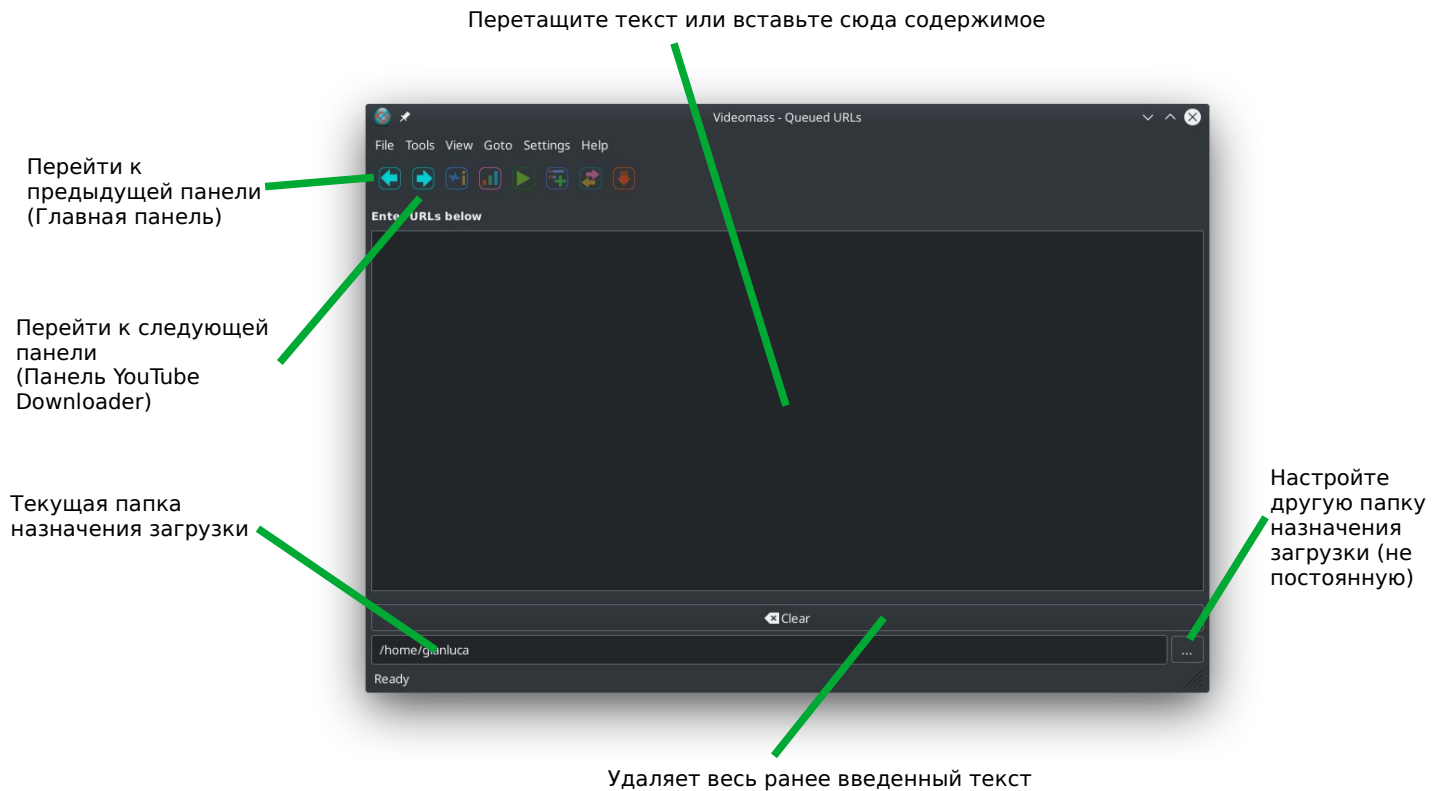 Перетащите текст или вставьте сюда содержимое
Videomass - Queued URLs
File Tools View Goto Settings Help
Перейти к
предыдущей панели
(Главная панель)
Enter URLs below
Перейти к следующей
панели
(Панель YouTube
Downloader)
Текущая папка
назначения загрузки
Настройте
другую папку
назначения
загрузки (не
постоянную)
Clear
/home/gianluca
...
Ready
Удаляет весь ранее введенный текст